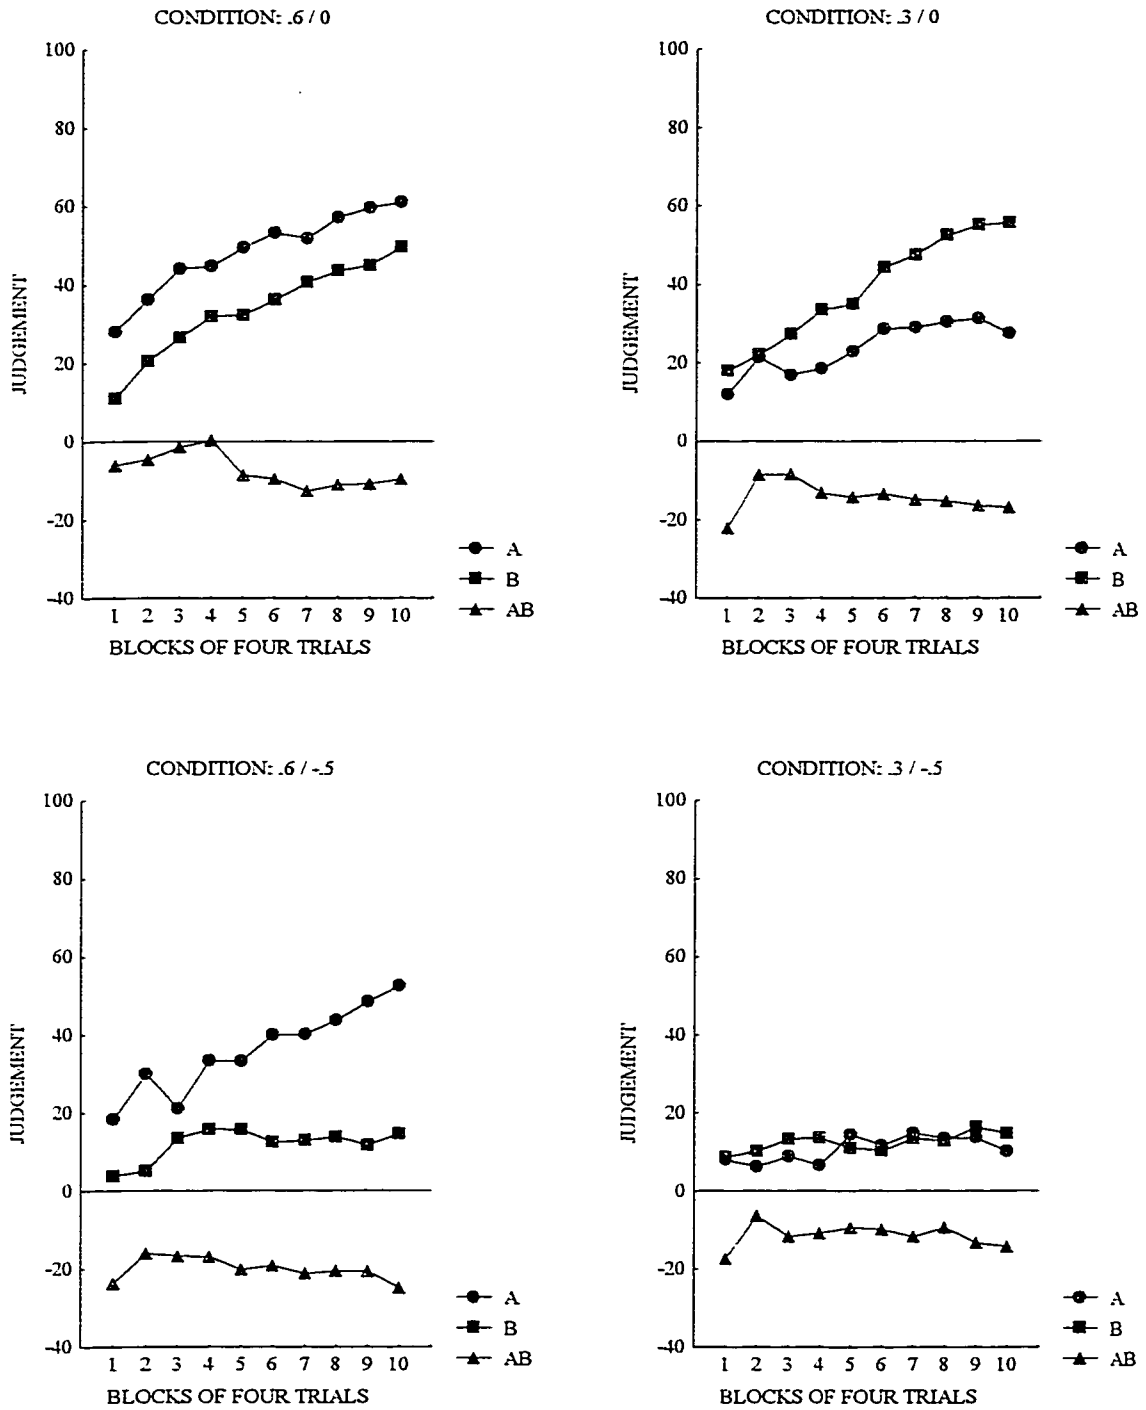 CONDITION: .6 / 0
100
80
60
40
20
0
-20
-40
JUDGEMENT
1 2 3 4 5 6 7 8 9 10
BLOCKS OF FOUR TRIALS
A
B
AB
CONDITION: .3 / 0
100
80
60
40
20
0
-20
-40
JUDGEMENT
1 2 3 4 5 6 7 8 9 10
BLOCKS OF FOUR TRIALS
A
B
AB
CONDITION: .6 / -.5
100
80
60
40
20
0
-20
-40
JUDGEMENT
1 2 3 4 5 6 7 8 9 10
BLOCKS OF FOUR TRIALS
A
B
AB
CONDITION: .3 / -.5
100
80
60
40
20
0
-20
-40
JUDGEMENT
1 2 3 4 5 6 7 8 9 10
BLOCKS OF FOUR TRIALS
A
B
AB